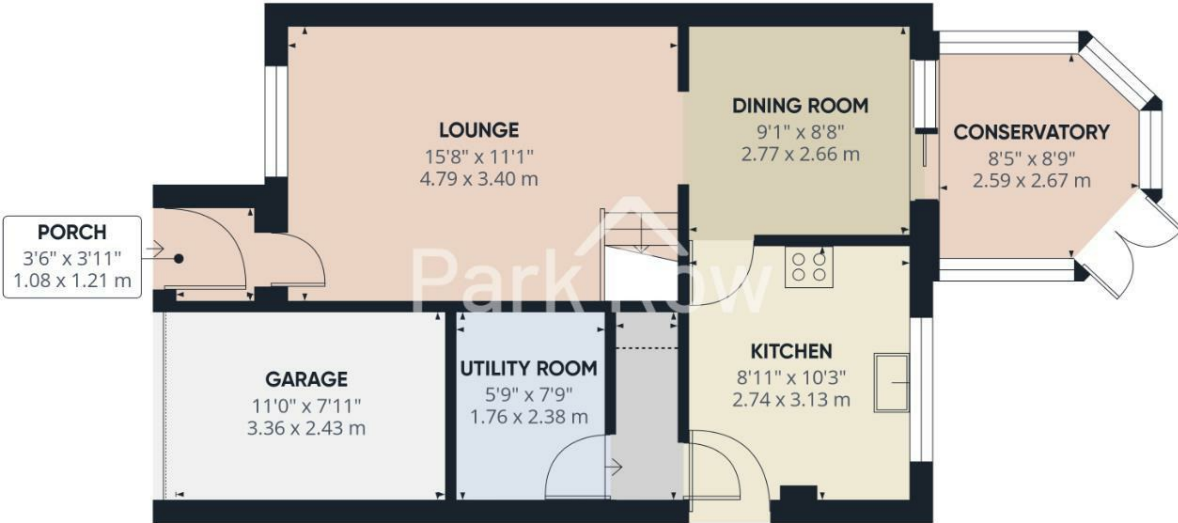 LOUNGE
15'8" x 11'1"
4.79 x 3.40 m
DINING ROOM
9'1" x 8'8"
2.77 x 2.66 m
CONSERVATORY
8'5" x 8'9"
2.59 x 2.67 m
PORCH
3'6" x 3'11"
1.08 x 1.21 m
Park Row
GARAGE
11'0" x 7'11"
3.36 x 2.43 m
UTILITY ROOM
5'9" x 7'9"
1.76 x 2.38 m
KITCHEN
8'11" x 10'3"
2.74 x 3.13 m